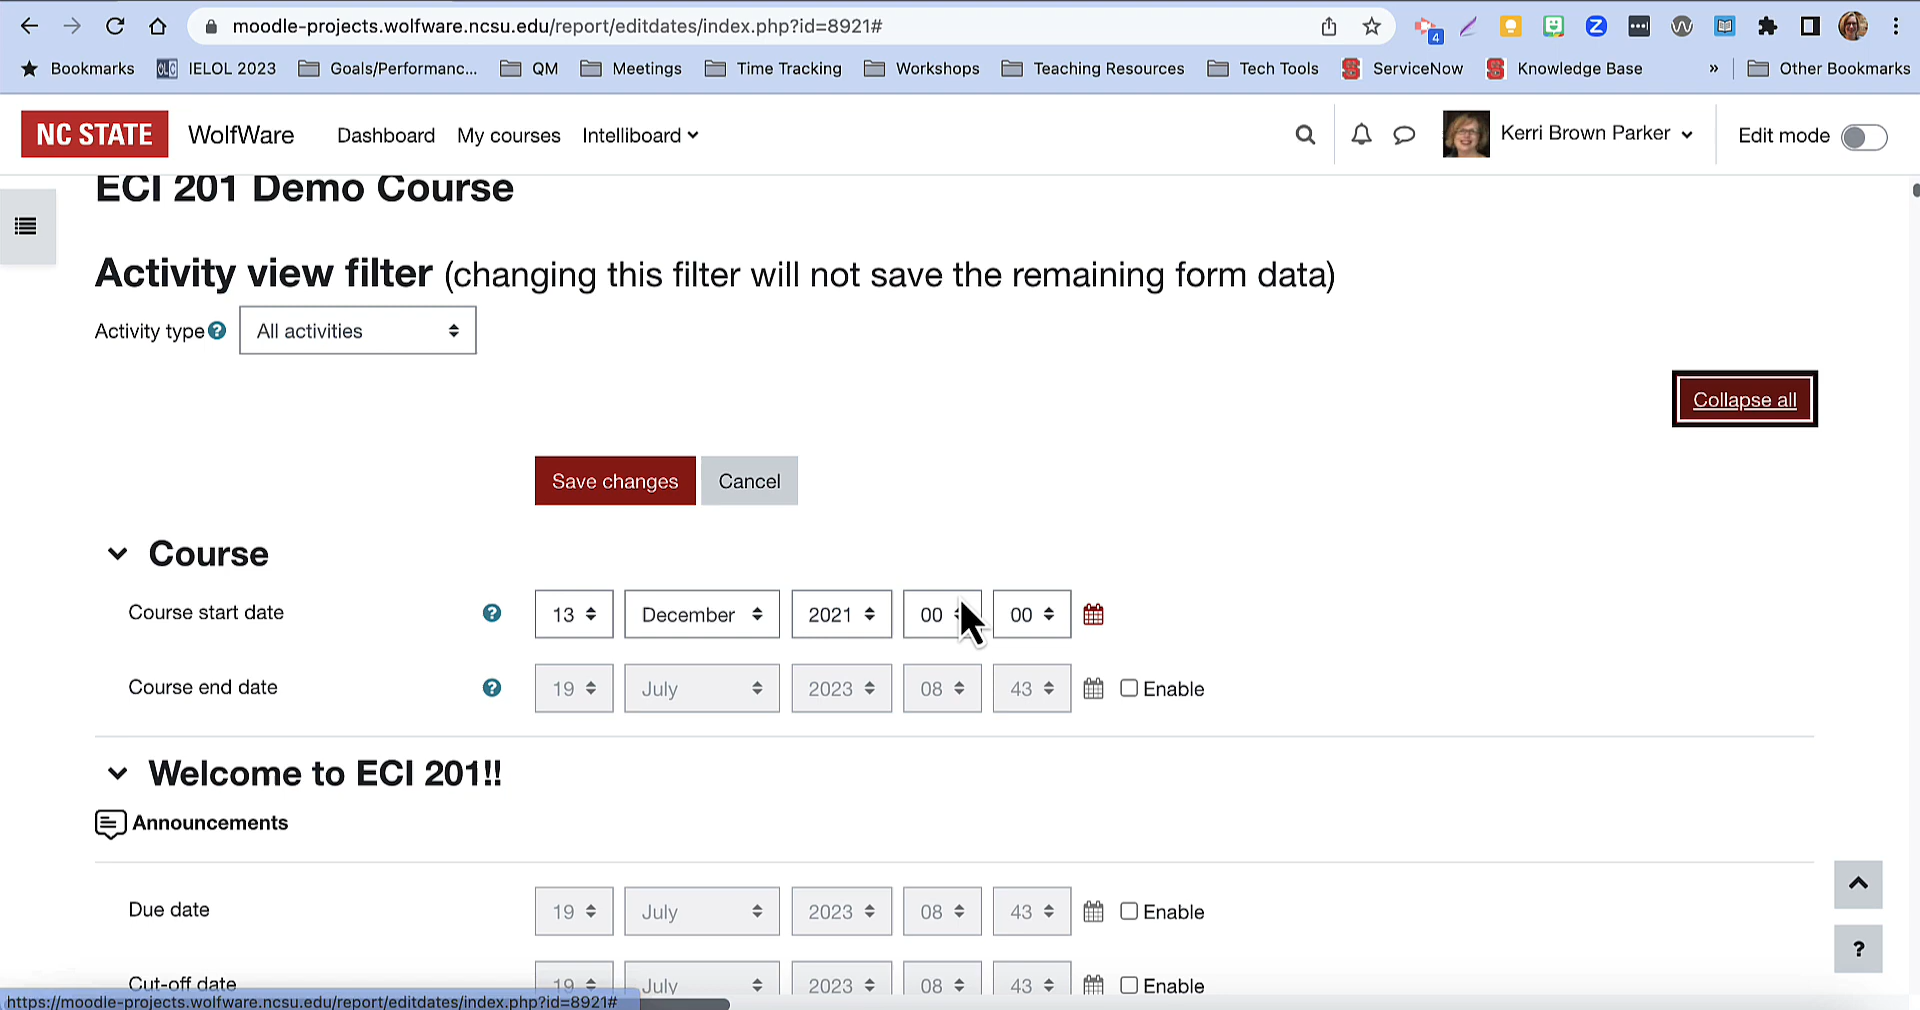 moodle-projects.wolfware.ncsu.edu/report/editdates/index.php?id=8921#
4
Bookmarks OLC IELOL 2023 Goals/Performanc... QM Meetings Time Tracking Workshops Teaching Resources Tech Tools ServiceNow Knowledge Base » Other Bookmarks
NC STATE WolfWare Dashboard My courses Intelliboard Kerri Brown Parker Edit mode
ECI 201 Demo Course
Activity view filter (changing this filter will not save the remaining form data)
Activity type ? All activities
Collapse all
Save changes Cancel
Course
Course start date ? 13 December 2021 00 00
Course end date ? 19 July 2023 08 43 Enable
Welcome to ECI 201!!
Announcements
Due date 19 July 2023 08 43 Enable
?
Cut-off date 19 July 2023 08 43 Enable
https://moodle-projects.wolfware.ncsu.edu/report/editdates/index.php?id=8921#